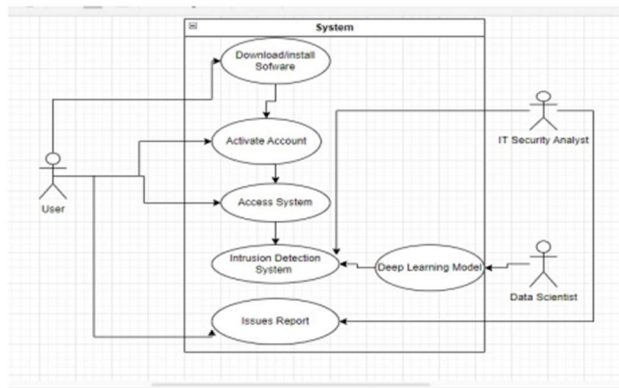 System
Download/install
Sofware
Activate Account
IT Security Analyst
Access System
User
Intrusion Detection
System
Deep Learning Model
Data Scientist
Issues Report